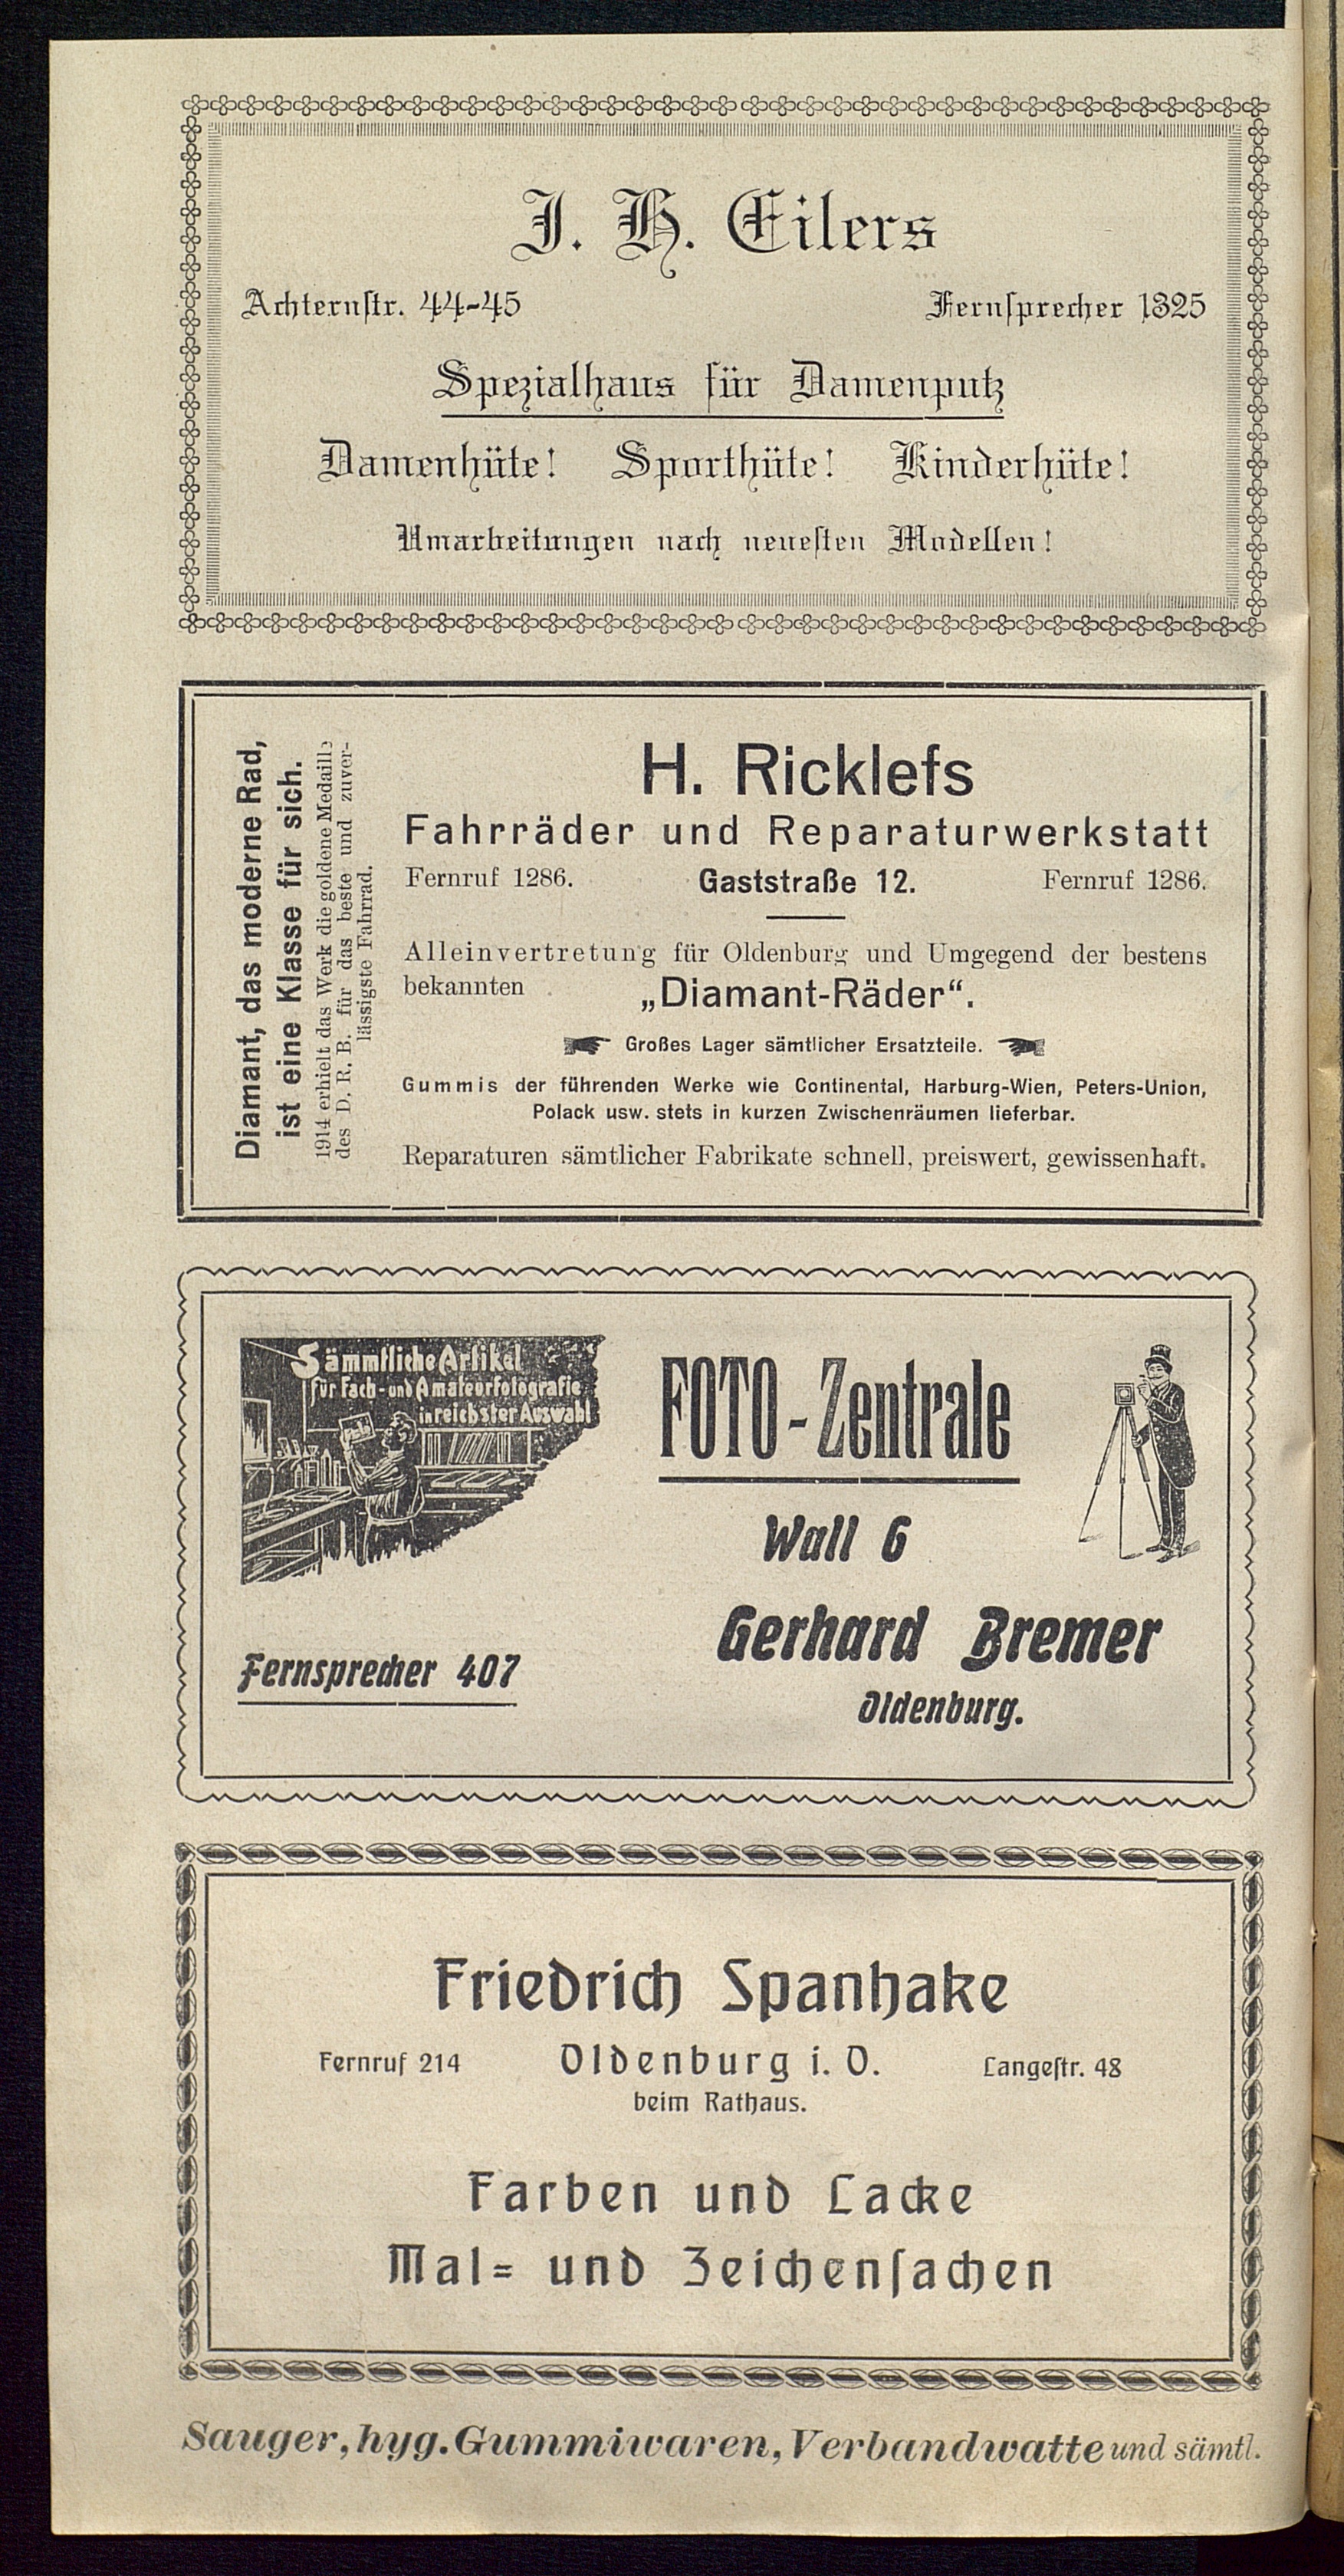 J. H. Eilers
Achternstr. 44-45 Fernsprecher 1325
Spezialhaus für Damenputz
Damenhüte! Sporthüte! Kinderhüte!
Umarbeitungen nach neuesten Modellen!
Diamant, das moderne Rad,
ist eine Klasse für sich.
1914 erhielt das Werk die goldene Medaille
des D. R. B. für das beste und zuver-
lässigste Fahrrad.
H. Ricklefs
Fahrräder und Reparaturwerkstatt
Fernruf 1286. Gaststraße 12. Fernruf 1286.
Alleinvertretung für Oldenburg und Umgegend der bestens
bekannten „Diamant-Räder“.
Großes Lager sämtlicher Ersatzteile.
Gummis der führenden Werke wie Continental, Harburg-Wien, Peters-Union,
Polack usw. stets in kurzen Zwischenräumen lieferbar.
Reparaturen sämtlicher Fabrikate schnell, preiswert, gewissenhaft.
Sämmtliche Artikel
für Fach- und Amateurfotografie
in reichster Auswahl
FOTO-Zentrale
Wall 6
Gerhard Bremer
Fernsprecher 407
Oldenburg.
Friedrich Spanhake
Fernruf 214 Oldenburg i. O. Langestr. 48
beim Rathaus.
Farben und Lacke
Mal= und Zeichensachen
Sauger, hyg. Gummiwaren, Verbandwatte und sämtl.